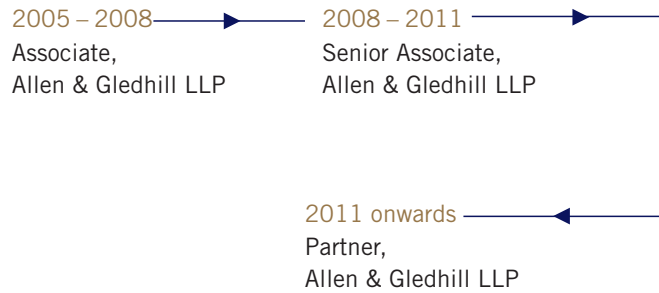 2005 – 2008
Associate,
Allen & Gledhill LLP
2008 – 2011
Senior Associate,
Allen & Gledhill LLP
2011 onwards
Partner,
Allen & Gledhill LLP